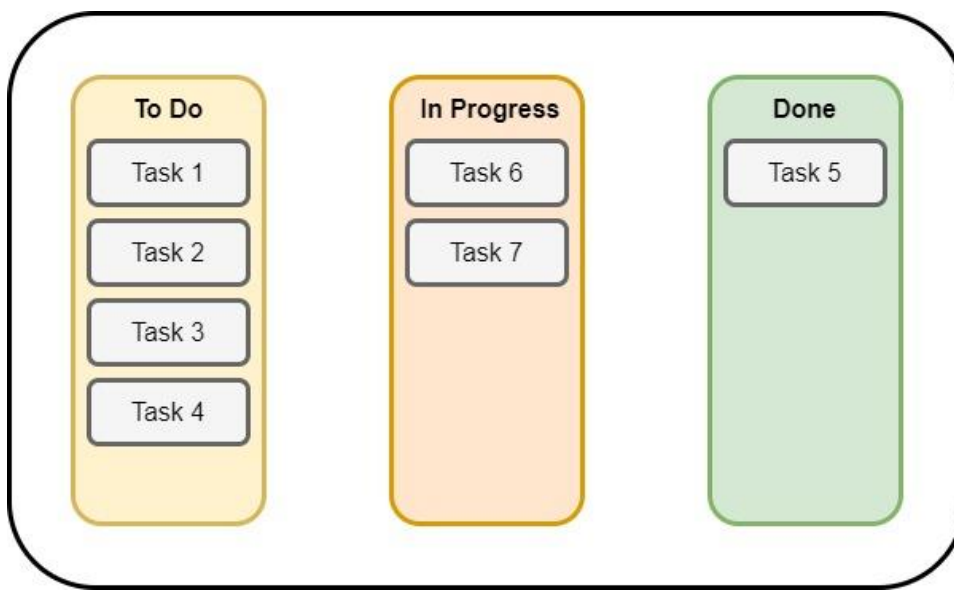 To Do
Task 1
Task 2
Task 3
Task 4
In Progress
Task 6
Task 7
Done
Task 5